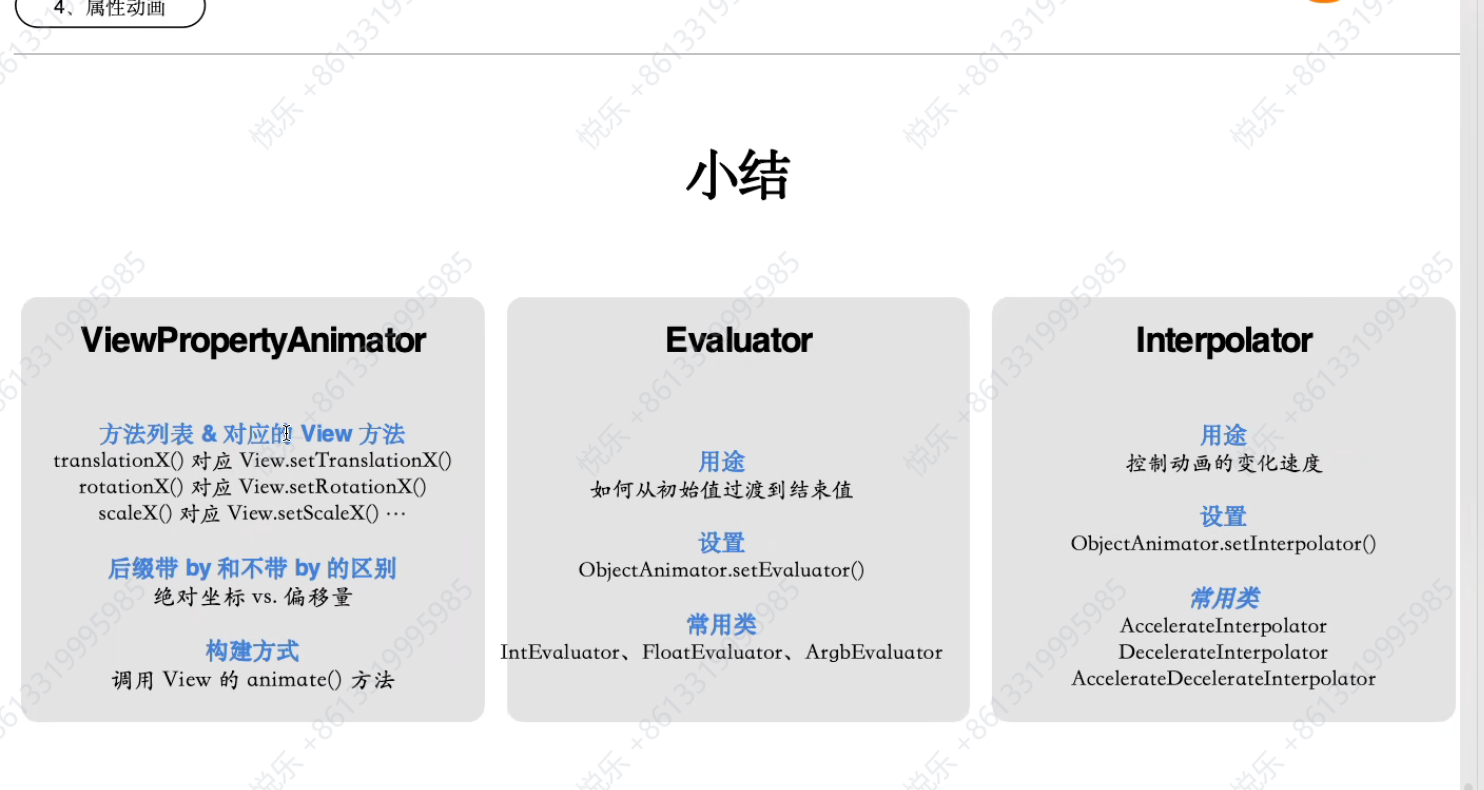 4、属性动画
小结
ViewPropertyAnimator
方法列表 & 对应的 View 方法
translationX() 对应 View.setTranslationX()
rotationX() 对应 View.setRotationX()
scaleX() 对应 View.setScaleX() ⋯
后缀带 by 和不带 by 的区别
绝对坐标 vs. 偏移量
构建方式
调用 View 的 animate() 方法
Evaluator
用途
如何从初始值过渡到结束值
设置
ObjectAnimator.setEvaluator()
常用类
IntEvaluator、FloatEvaluator、ArgbEvaluator
Interpolator
用途
控制动画的变化速度
设置
ObjectAnimator.setInterpolator()
常用类
AccelerateInterpolator
DecelerateInterpolator
AccelerateDecelerateInterpolator
悦乐 +8613319995985